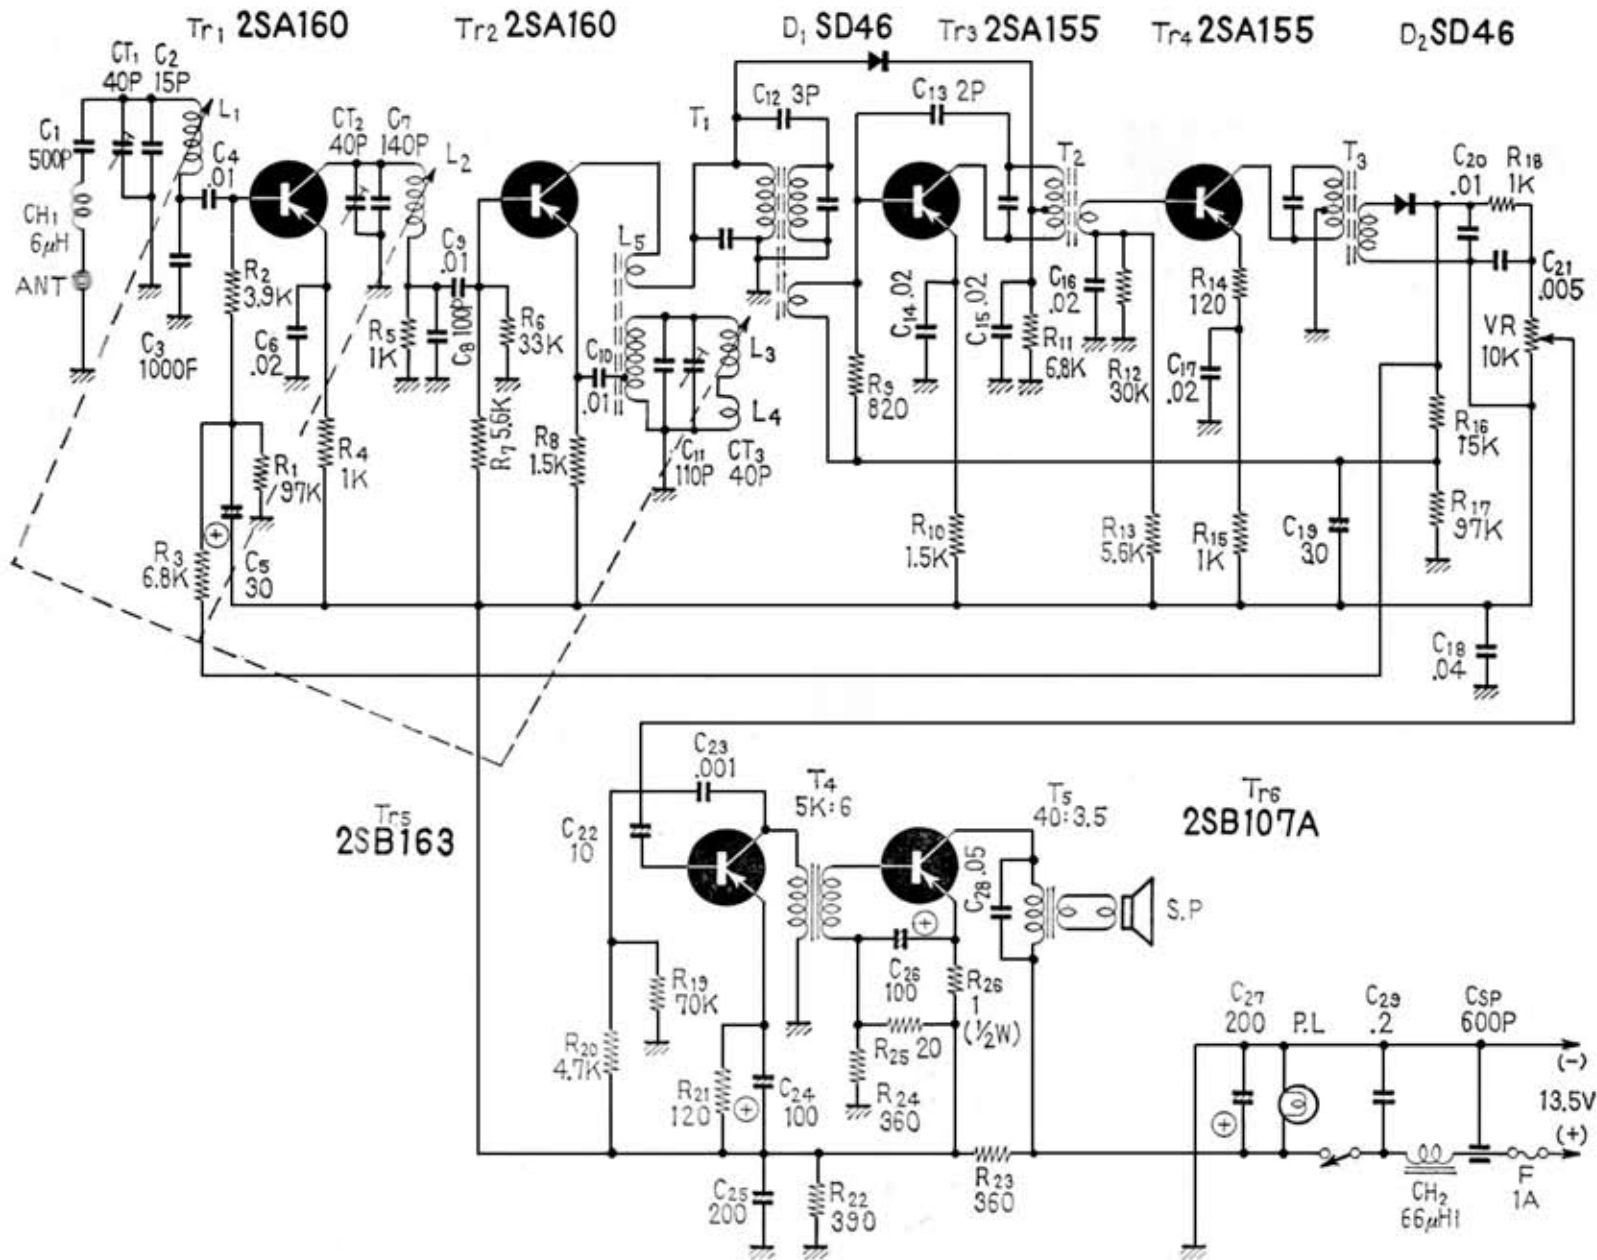 Tr1 2SA160
Tr2 2SA160
D1 SD46
Tr3 2SA155
Tr4 2SA155
D2 SD46
CT1
40P
C2
15P
L1
C1
500P
CH1
6μH
ANT
C4
.01
CT2
40P
C7
140P
L2
T1
C12 3P
C13 2P
T2
T3
C20
.01
R18
1K
R2
3.9K
C3
1000F
C6
.02
R5
1K
C9
.01
C8 100P
R6
33K
L5
C10
.01
L3
L4
C14 .02
C15 .02
R11
6.8K
C16
.02
R12
30K
R14
120
C17
.02
C21
.005
VR
10K
R9
820
R1
97K
R4
1K
R7 5.6K
R8
1.5K
C11
110P
CT3
40P
R16
15K
R17
97K
R3
6.8K
+
C5
30
R10
1.5K
R13
5.6K
R15
1K
C19
30
C18
.04
Tr5
2SB163
C23
.001
C22
10
T4
5K:6
T5
40:3.5
Tr6
2SB107A
C28 .05
S.P
R19
70K
+
C26
100
R26
1
(½W)
R25 20
R20
4.7K
R21
120
+
C24
100
R24
360
C25
200
R22
390
R23
360
C27
200
+
P.L
C29
.2
CSP
600P
(-)
13.5V
(+)
CH2
66μH1
F
1A